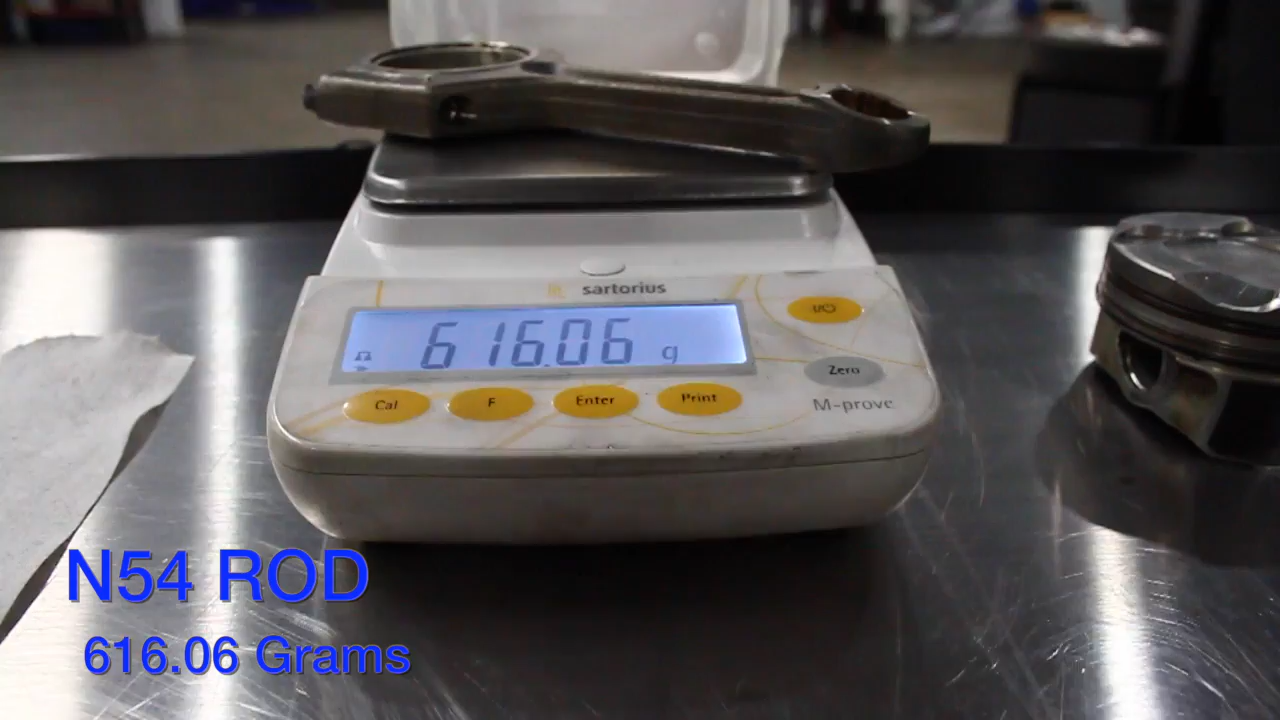 sartorius
616.06 g
I/⏻
Zero
Cal
F
Enter
Print
M-prove
N54 ROD
616.06 Grams